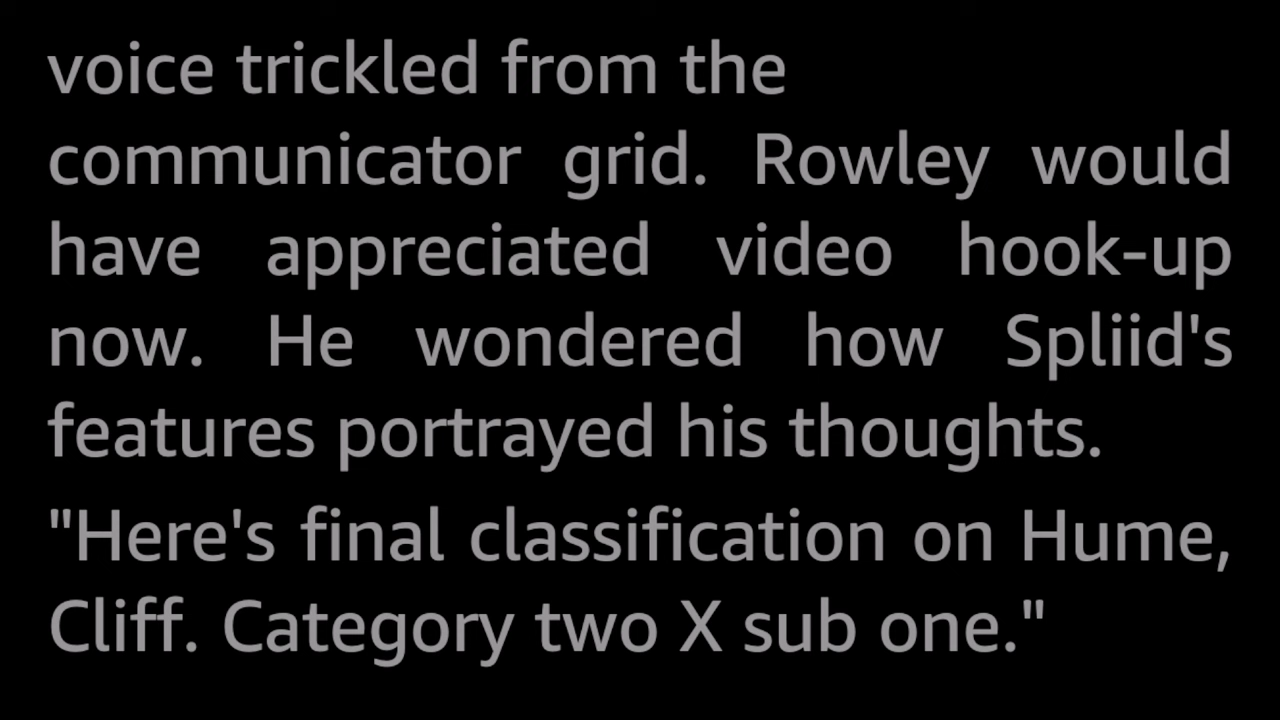 voice trickled from the
communicator grid. Rowley would
have appreciated video hook-up
now. He wondered how Spliid's
features portrayed his thoughts.
"Here's final classification on Hume,
Cliff. Category two X sub one."